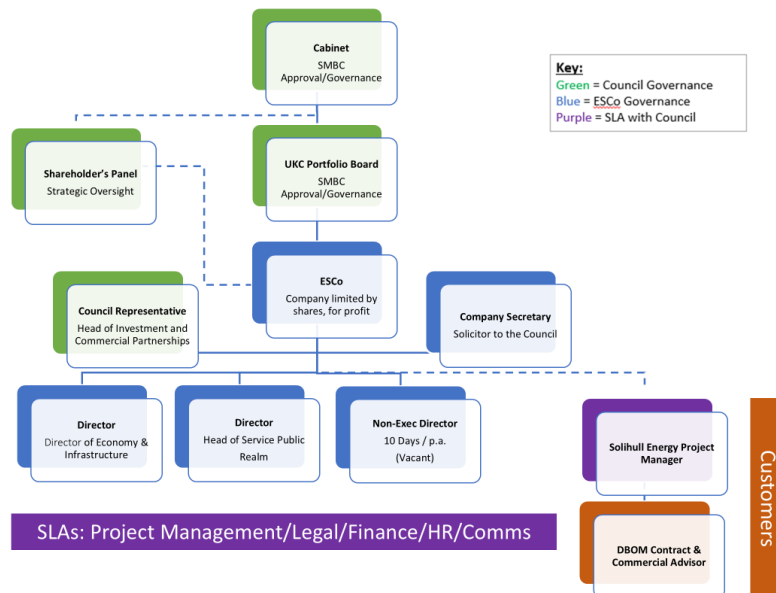 Cabinet
SMBC
Approval/Governance
Key:
Green = Council Governance
Blue = ESCo Governance
Purple = SLA with Council
Shareholder's Panel
Strategic Oversight
UKC Portfolio Board
SMBC
Approval/Governance
ESCo
Company limited by
shares, for profit
Council Representative
Head of Investment and
Commercial Partnerships
Company Secretary
Solicitor to the Council
Director
Director of Economy &
Infrastructure
Director
Head of Service Public
Realm
Non-Exec Director
10 Days / p.a.
(Vacant)
Solihull Energy Project
Manager
Customers
SLAs: Project Management/Legal/Finance/HR/Comms
DBOM Contract &
Commercial Advisor